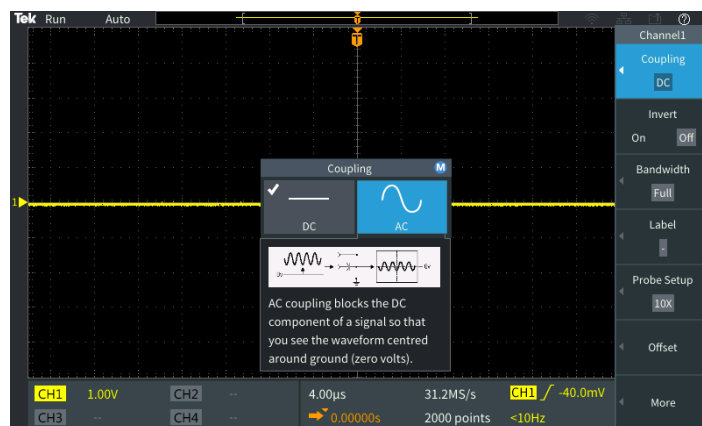 Tek Run Auto
T
T
Channel1
Coupling
DC
Invert
On Off
Bandwidth
Full
Label
-
Probe Setup
10X
Offset
More
1
Coupling M
DC AC
0v 0v
AC coupling blocks the DC
component of a signal so that
you see the waveform centred
around ground (zero volts).
CH1 1.00V CH2 -- 4.00µs 31.2MS/s CH1 -40.0mV
CH3 -- CH4 -- 0.00000s 2000 points <10Hz